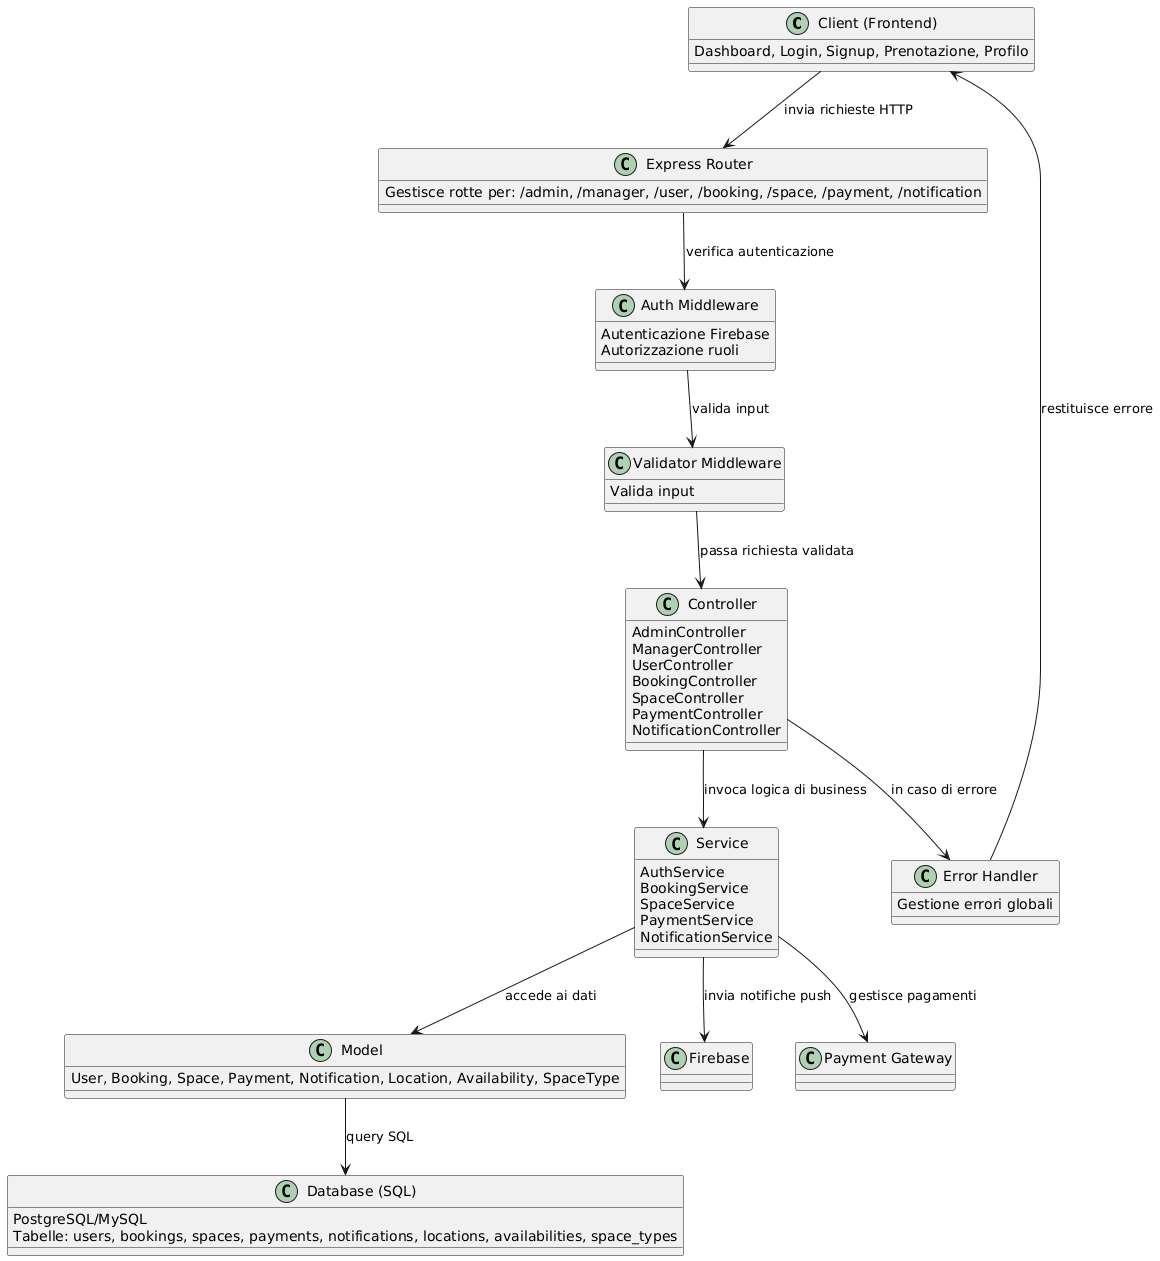 C Client (Frontend)
Dashboard, Login, Signup, Prenotazione, Profilo
invia richieste HTTP
C Express Router
Gestisce rotte per: /admin, /manager, /user, /booking, /space, /payment, /notification
verifica autenticazione
C Auth Middleware
Autenticazione Firebase
Autorizzazione ruoli
valida input
restituisce errore
C Validator Middleware
Valida input
passa richiesta validata
C Controller
AdminController
ManagerController
UserController
BookingController
SpaceController
PaymentController
NotificationController
invoca logica di business
in caso di errore
C Service
AuthService
BookingService
SpaceService
PaymentService
NotificationService
C Error Handler
Gestione errori globali
accede ai dati
invia notifiche push
gestisce pagamenti
C Model
User, Booking, Space, Payment, Notification, Location, Availability, SpaceType
C Firebase
C Payment Gateway
query SQL
C Database (SQL)
PostgreSQL/MySQL
Tabelle: users, bookings, spaces, payments, notifications, locations, availabilities, space_types